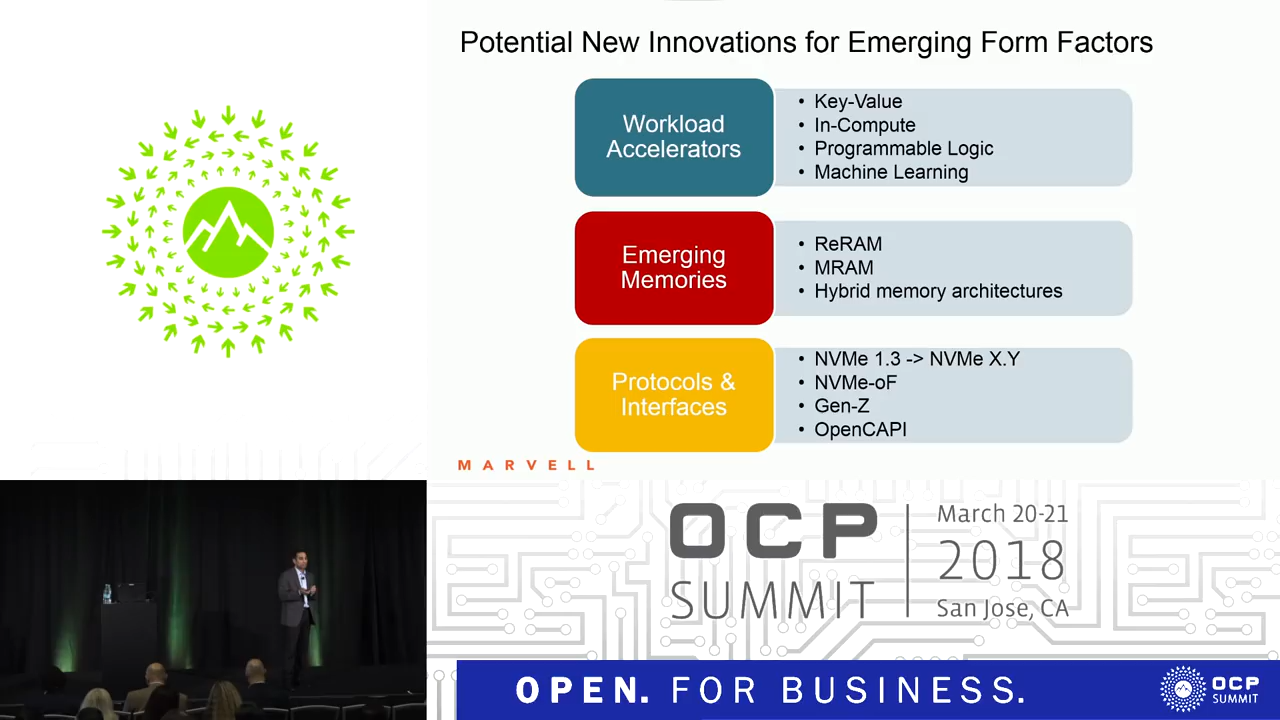 Potential New Innovations for Emerging Form Factors
Workload
Accelerators
• Key-Value
• In-Compute
• Programmable Logic
• Machine Learning
Emerging
Memories
• ReRAM
• MRAM
• Hybrid memory architectures
Protocols &
Interfaces
• NVMe 1.3 -> NVMe X.Y
• NVMe-oF
• Gen-Z
• OpenCAPI
MARVELL
OCP
SUMMIT
March 20-21
2018
San Jose, CA
OPEN. FOR BUSINESS.
OCP
SUMMIT